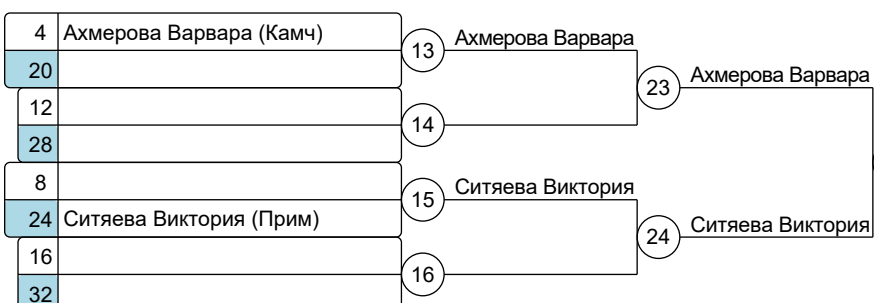 4 Ахмерова Варвара (Камч)
13 Ахмерова Варвара
20
23 Ахмерова Варвара
12
14
28
8
15 Ситяева Виктория
24 Ситяева Виктория (Прим)
24 Ситяева Виктория
16
16
32